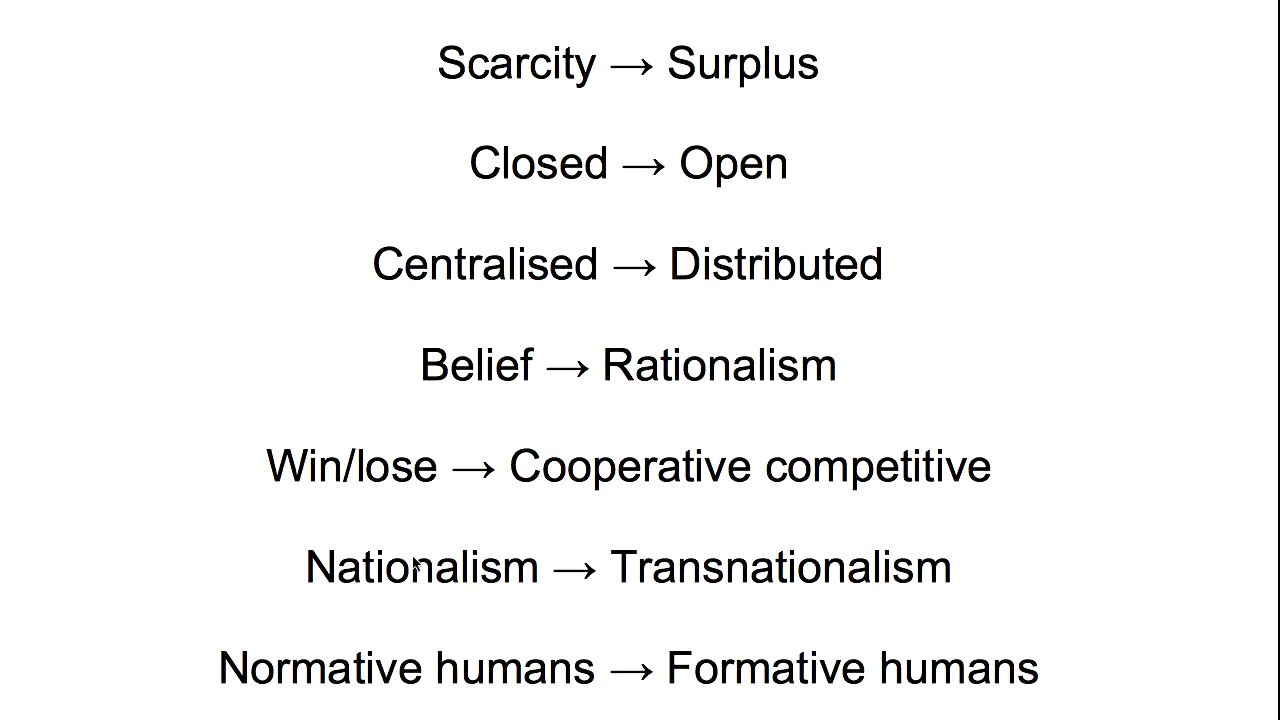 Scarcity → Surplus
Closed → Open
Centralised → Distributed
Belief → Rationalism
Win/lose → Cooperative competitive
Nationalism → Transnationalism
Normative humans → Formative humans